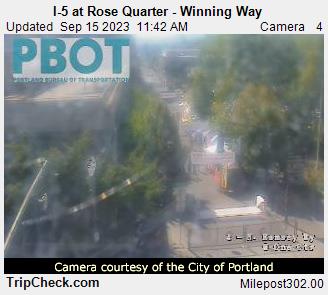 I-5 at Rose Quarter - Winning Way
Updated Sep 15 2023 11:42 AM Camera 4
PBOT
PORTLAND BUREAU OF TRANSPORTATION
Camera courtesy of the City of Portland
TripCheck.com Milepost302.00